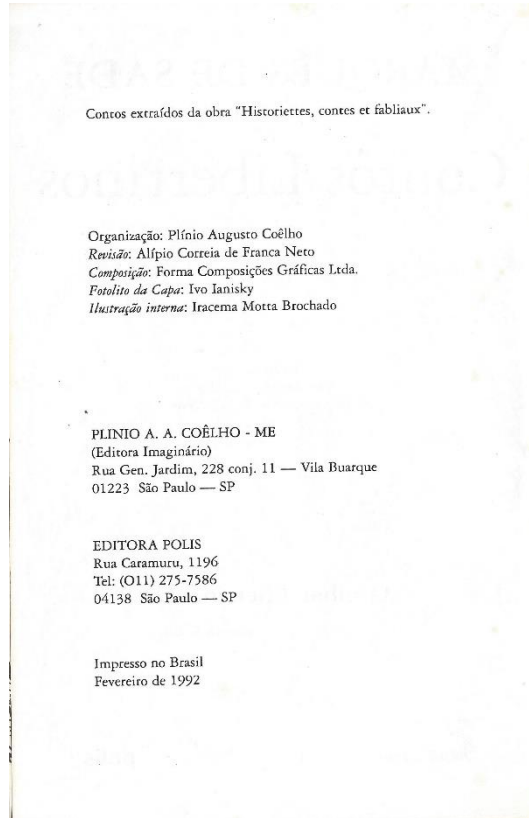 Contos extraídos da obra "Historiettes, contes et fabliaux".
Organização: Plínio Augusto Coêlho
Revisão: Alípio Correia de Franca Neto
Composição: Forma Composições Gráficas Ltda.
Fotolito da Capa: Ivo Ianisky
Ilustração interna: Iracema Motta Brochado
PLINIO A. A. COÊLHO - ME
(Editora Imaginário)
Rua Gen. Jardim, 228 conj. 11 — Vila Buarque
01223 São Paulo — SP
EDITORA POLIS
Rua Caramuru, 1196
Tel: (O11) 275-7586
04138 São Paulo — SP
Impresso no Brasil
Fevereiro de 1992